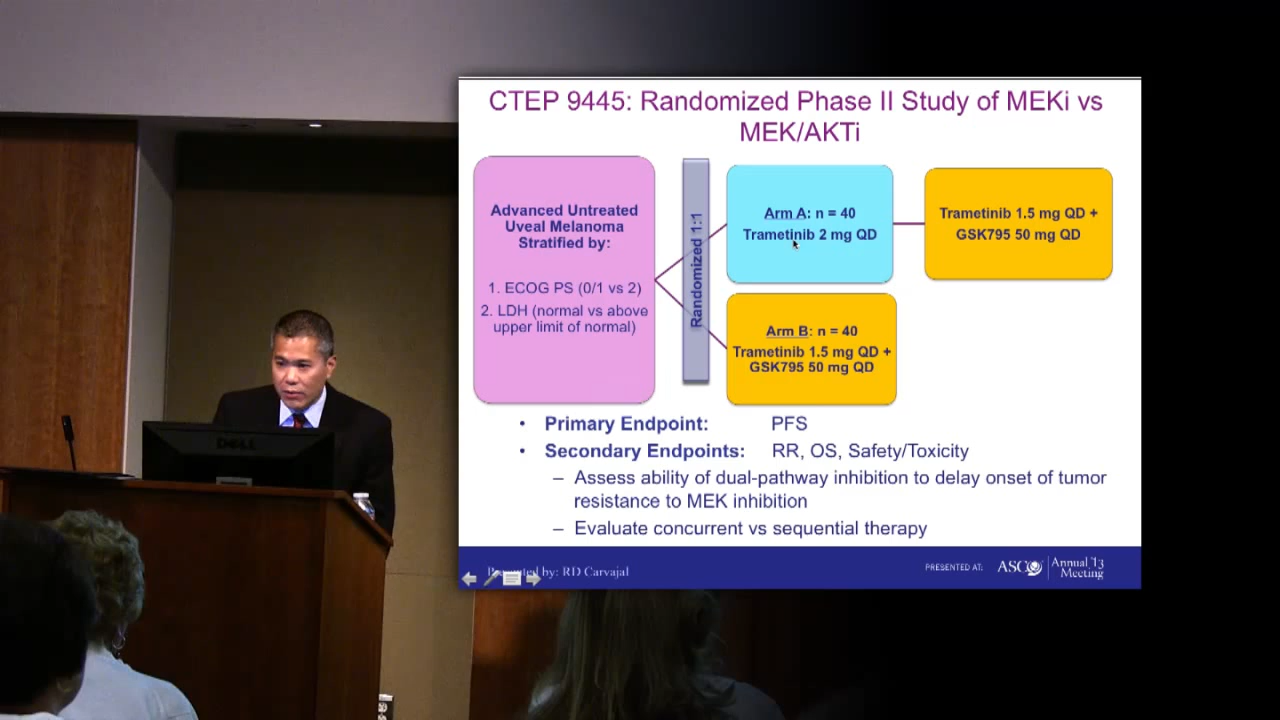 CTEP 9445: Randomized Phase II Study of MEKi vs
MEK/AKTi
Advanced Untreated
Uveal Melanoma
Stratified by:
1. ECOG PS (0/1 vs 2)
2. LDH (normal vs above
upper limit of normal)
Randomized 1:1
Arm A: n = 40
Trametinib 2 mg QD
Trametinib 1.5 mg QD +
GSK795 50 mg QD
Arm B: n = 40
Trametinib 1.5 mg QD +
GSK795 50 mg QD
• Primary Endpoint: PFS
• Secondary Endpoints: RR, OS, Safety/Toxicity
– Assess ability of dual-pathway inhibition to delay onset of tumor
resistance to MEK inhibition
– Evaluate concurrent vs sequential therapy
Presented by: RD Carvajal
PRESENTED AT:
ASCO
Annual '13
Meeting
DELL